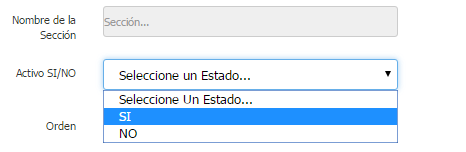 Nombre de la
Sección
Sección...
Activo SI/NO
Seleccione un Estado...
Seleccione Un Estado...
SI
NO
Orden